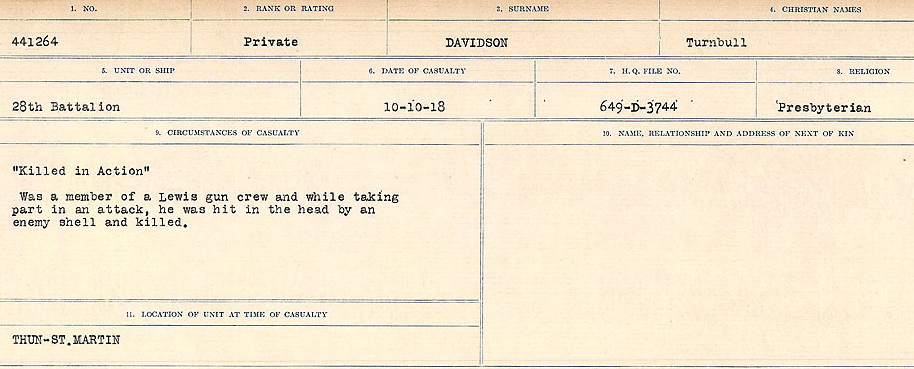 1. NO. 2. RANK OR RATING 3. SURNAME 4. CHRISTIAN NAMES
441264 Private DAVIDSON Turnbull
5. UNIT OR SHIP 6. DATE OF CASUALTY 7. H.Q. FILE NO. 8. RELIGION
28th Battalion 10-10-18 649-D-3744 Presbyterian
9. CIRCUMSTANCES OF CASUALTY
"Killed in Action"
Was a member of a Lewis gun crew and while taking
part in an attack, he was hit in the head by an
enemy shell and killed.
10. NAME, RELATIONSHIP AND ADDRESS OF NEXT OF KIN
11. LOCATION OF UNIT AT TIME OF CASUALTY
THUN-ST.MARTIN